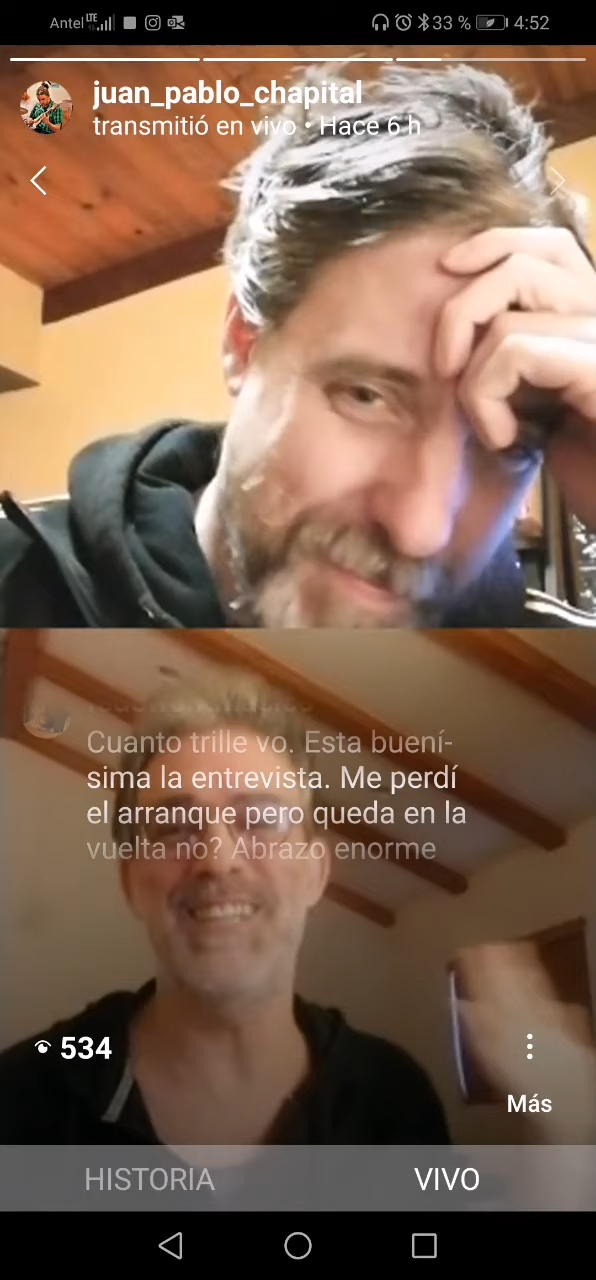 Antel LTE 33 % 4:52
juan_pablo_chapital
transmitió en vivo • Hace 6 h
Cuanto trille vo. Esta buení-
sima la entrevista. Me perdí
el arranque pero queda en la
vuelta no? Abrazo enorme
534
Más
HISTORIA VIVO